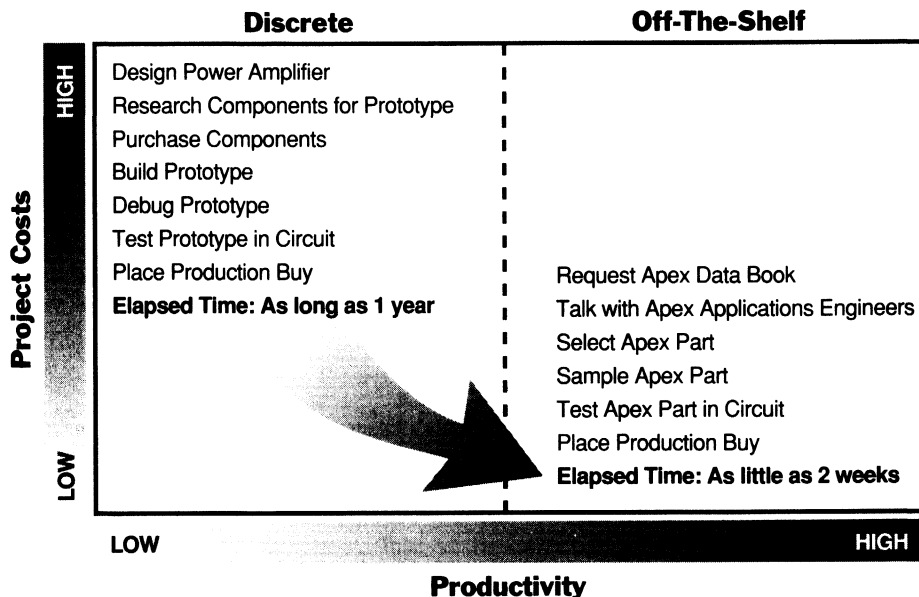 Discrete
Off-The-Shelf
HIGH
Project Costs
LOW
Design Power Amplifier
Research Components for Prototype
Purchase Components
Build Prototype
Debug Prototype
Test Prototype in Circuit
Place Production Buy
Elapsed Time: As long as 1 year
Request Apex Data Book
Talk with Apex Applications Engineers
Select Apex Part
Sample Apex Part
Test Apex Part in Circuit
Place Production Buy
Elapsed Time: As little as 2 weeks
LOW
HIGH
Productivity